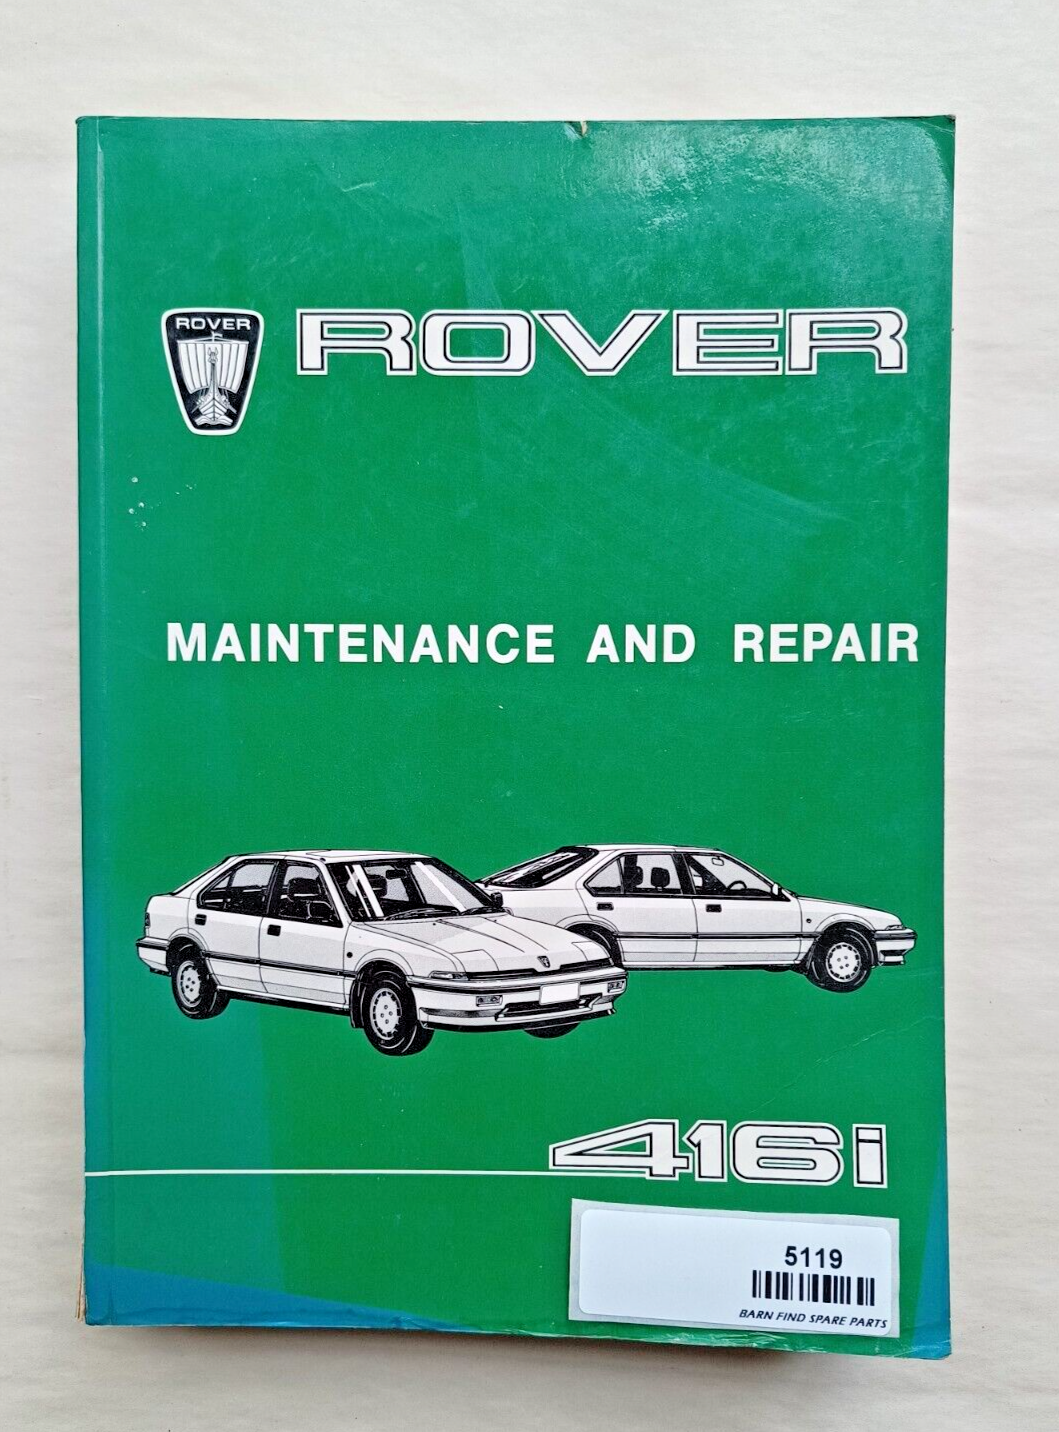 ROVER
ROVER
MAINTENANCE AND REPAIR
416i
5119
BARN FIND SPARE PARTS